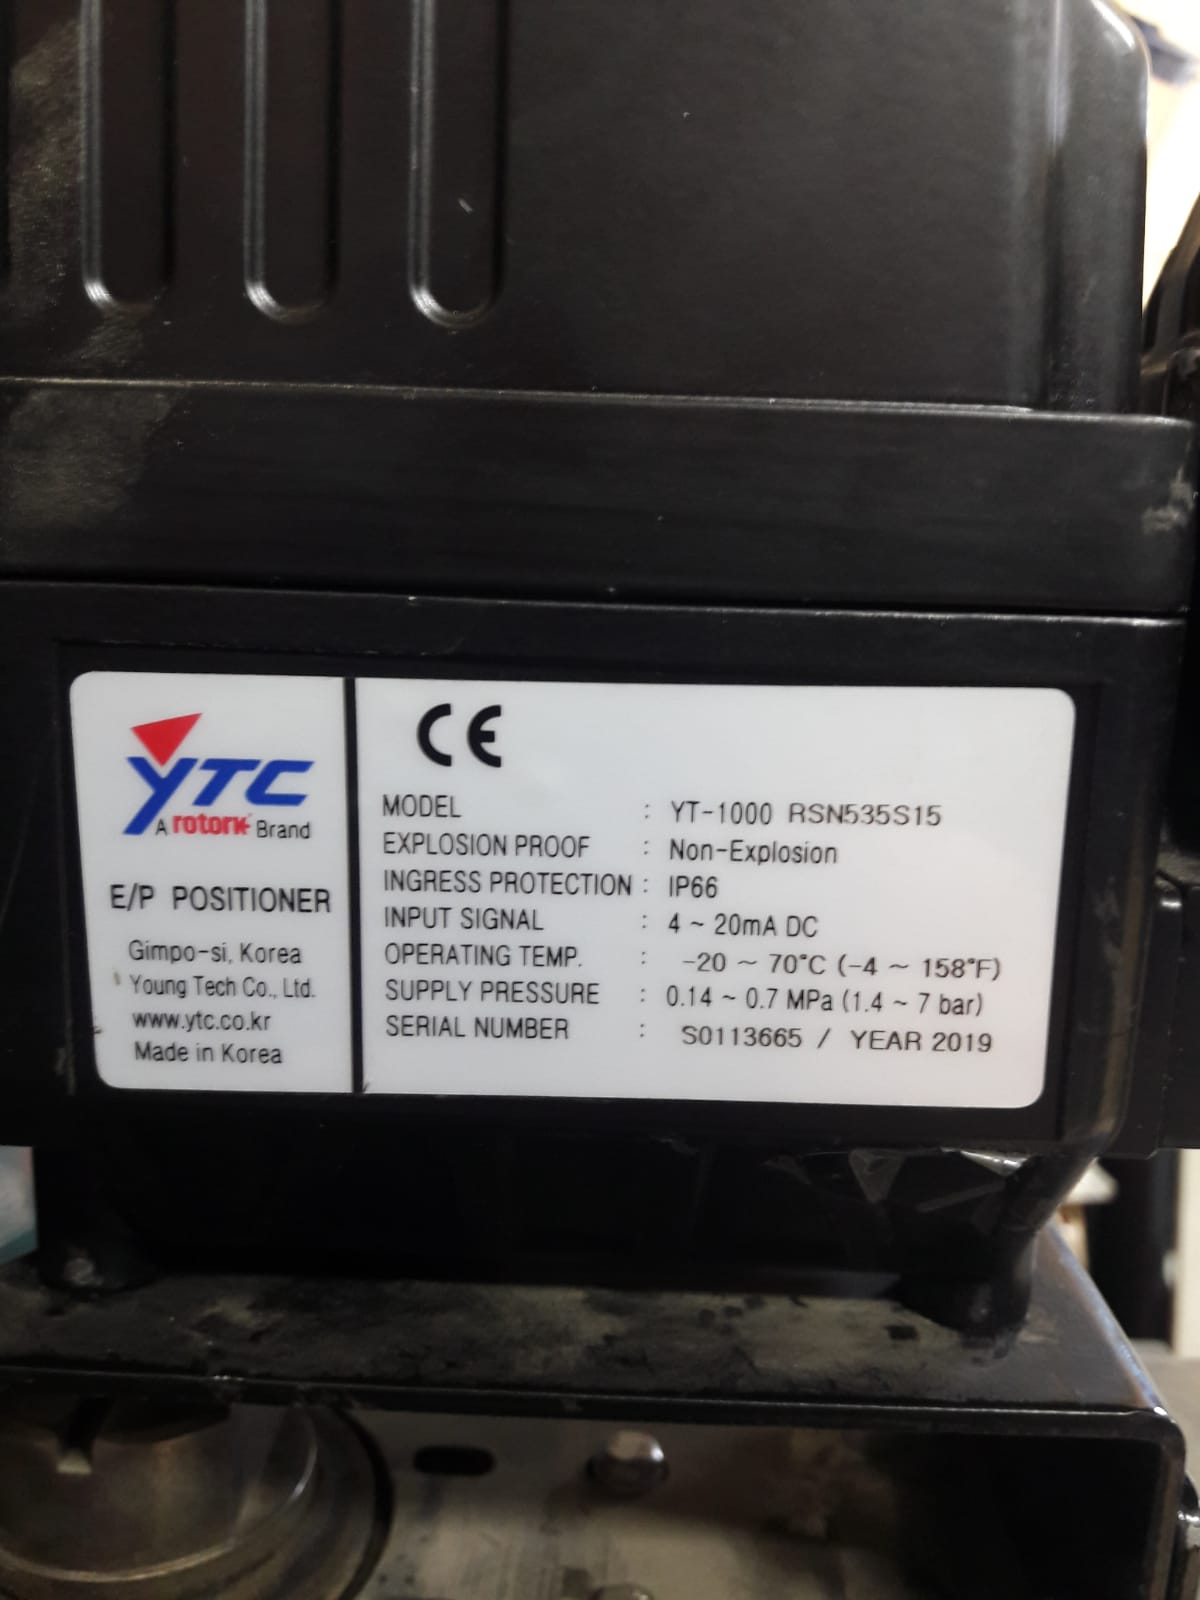 YTC
A rotork Brand
E/P POSITIONER
Gimpo-si, Korea
Young Tech Co., Ltd.
www.ytc.co.kr
Made in Korea
CE
MODEL : YT-1000 RSN535S15
EXPLOSION PROOF : Non-Explosion
INGRESS PROTECTION : IP66
INPUT SIGNAL : 4 ~ 20mA DC
OPERATING TEMP. : -20 ~ 70°C (-4 ~ 158°F)
SUPPLY PRESSURE : 0.14 ~ 0.7 MPa (1.4 ~ 7 bar)
SERIAL NUMBER : S0113665 / YEAR 2019